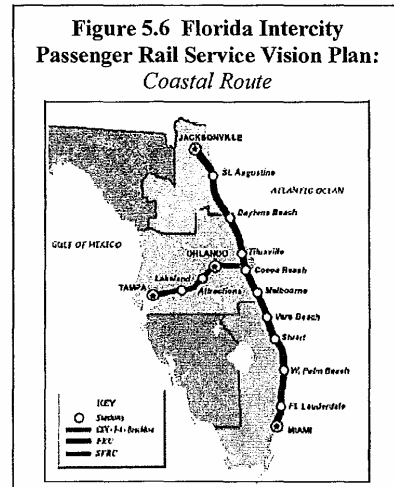 Figure 5.6 Florida Intercity
Passenger Rail Service Vision Plan:
Coastal Route
JACKSONVILLE
St. Augustine
ATLANTIC OCEAN
Daytona Beach
GULF OF MEXICO
Titusville
ORLANDO
Cocoa Beach
Lakeland
Attractions
Melbourne
TAMPA
Vero Beach
Stuart
W. Palm Beach
KEY
Stations
Ft. Lauderdale
FEC
MIAMI
SFRC